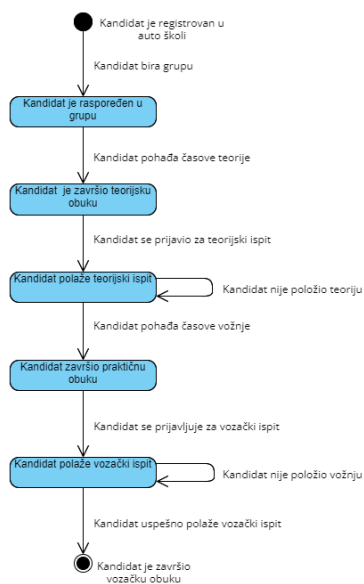 Kandidat je registrovan u
auto školi
Kandidat bira grupu
Kandidat je raspoređen u
grupu
Kandidat pohađa časove teorije
Kandidat  je završio teorijsku
obuku
Kandidat se prijavio za teorijski ispit
Kandidat polaže teorijski ispit
Kandidat nije položio teoriju
Kandidat pohađa časove vožnje
Kandidat završio praktičnu
obuku
Kandidat se prijavljuje za vozački ispit
Kandidat polaže vozački ispit
Kandidat nije položio vožnju
Kandidat uspešno polaže vozački ispit
Kandidat je završio
vozačku obuku